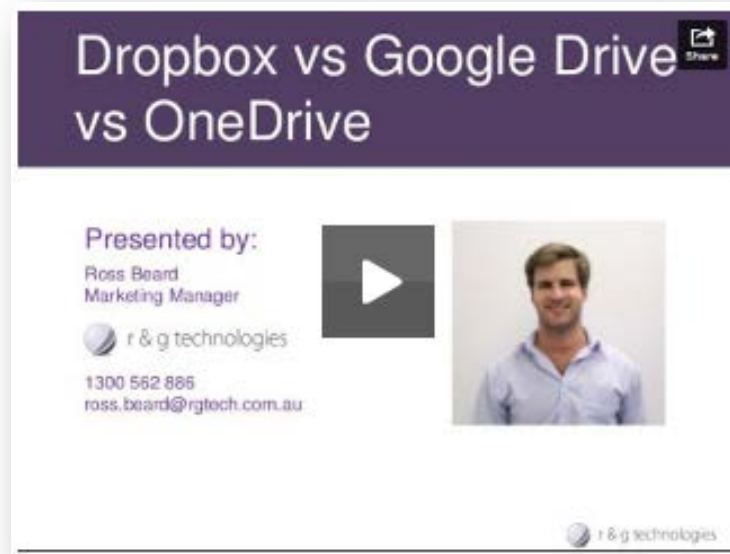 Dropbox vs Google Drive
vs OneDrive
Share
Presented by:
Ross Beard
Marketing Manager
r & g technologies
1300 562 886
ross.beard@rgtech.com.au
r & g technologies